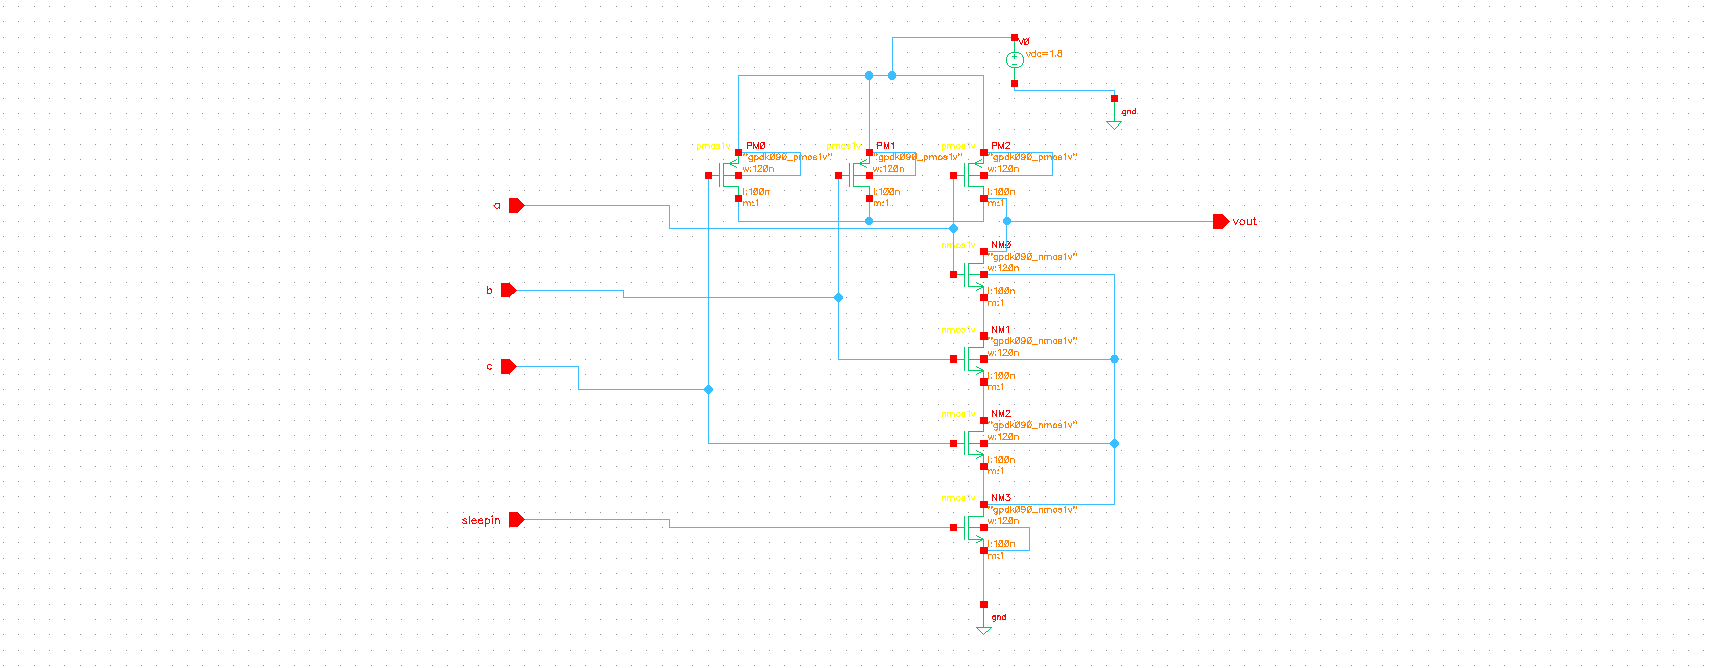 V0
vdc=1.8
gnd
pmos1v PM0
"gpdk090_pmos1v"
w:120n
l:100n
m:1
pmos1v PM1
"gpdk090_pmos1v"
w:120n
l:100n
m:1
pmos1v PM2
"gpdk090_pmos1v"
w:120n
l:100n
m:1
a
vout
nmos1v NM0
"gpdk090_nmos1v"
w:120n
l:100n
m:1
b
nmos1v NM1
"gpdk090_nmos1v"
w:120n
l:100n
m:1
c
nmos1v NM2
"gpdk090_nmos1v"
w:120n
l:100n
m:1
sleepin
nmos1v NM3
"gpdk090_nmos1v"
w:120n
l:100n
m:1
gnd